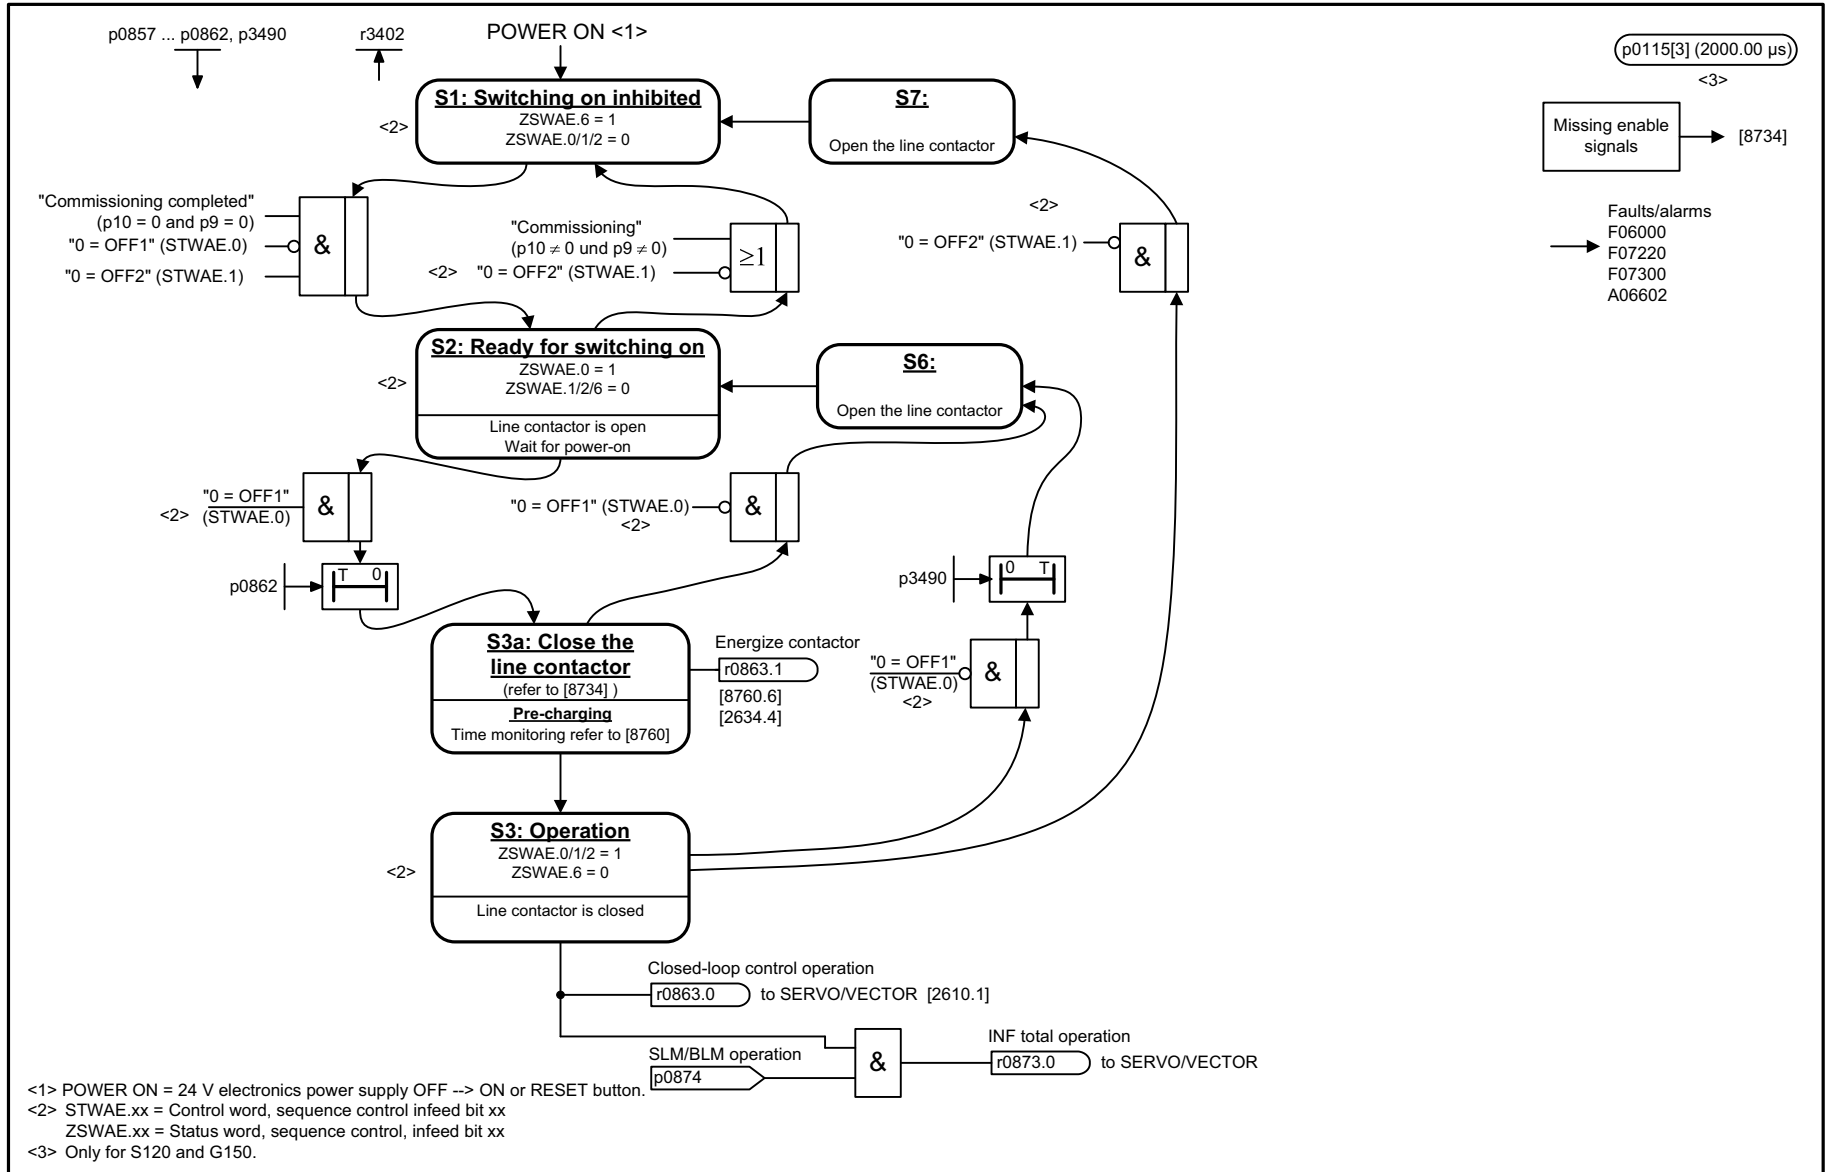 p0857 ... p0862, p3490
r3402
POWER ON <1>
p0115[3] (2000.00 µs)
<3>
S1: Switching on inhibited
ZSWAE.6 = 1
ZSWAE.0/1/2 = 0
<2>
S7:
Open the line contactor
Missing enable
signals
[8734]
"Commissioning completed"
(p10 = 0 and p9 = 0)
"0 = OFF1" (STWAE.0)
"0 = OFF2" (STWAE.1)
&
"Commissioning"
(p10 ≠ 0 und p9 ≠ 0)
<2> "0 = OFF2" (STWAE.1)
≥1
<2>
"0 = OFF2" (STWAE.1)
&
Faults/alarms
F06000
F07220
F07300
A06602
S2: Ready for switching on
ZSWAE.0 = 1
ZSWAE.1/2/6 = 0
<2>
Line contactor is open
Wait for power-on
S6:
Open the line contactor
"0 = OFF1"
<2> (STWAE.0)
&
"0 = OFF1" (STWAE.0)
<2>
&
p0862
T 0
p3490
0 T
S3a: Close the
line contactor
(refer to [8734] )
Pre-charging
Time monitoring refer to [8760]
Energize contactor
r0863.1
[8760.6]
[2634.4]
"0 = OFF1"
(STWAE.0)
<2>
&
S3: Operation
ZSWAE.0/1/2 = 1
ZSWAE.6 = 0
<2>
Line contactor is closed
Closed-loop control operation
r0863.0 to SERVO/VECTOR [2610.1]
SLM/BLM operation
p0874
&
INF total operation
r0873.0 to SERVO/VECTOR
<1> POWER ON = 24 V electronics power supply OFF --> ON or RESET button.
<2> STWAE.xx = Control word, sequence control infeed bit xx
ZSWAE.xx = Status word, sequence control, infeed bit xx
<3> Only for S120 and G150.